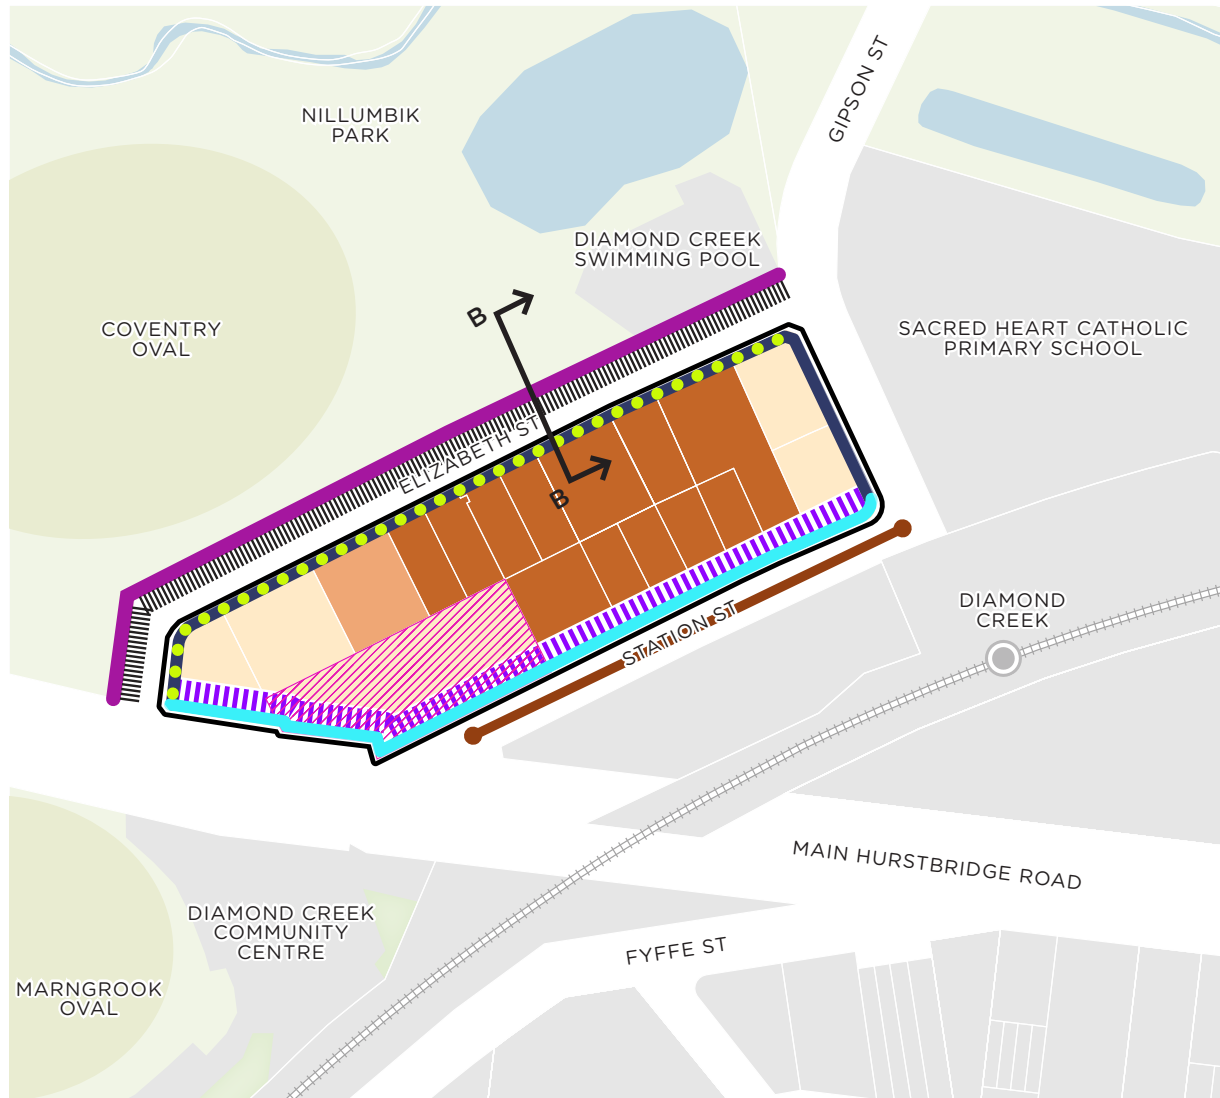 GIPSON ST
NILLUMBIK
PARK
DIAMOND CREEK
SWIMMING POOL
B
COVENTRY
OVAL
SACRED HEART CATHOLIC
PRIMARY SCHOOL
ELIZABETH ST
B
DIAMOND
CREEK
STATION ST
MAIN HURSTBRIDGE ROAD
DIAMOND CREEK
COMMUNITY
CENTRE
FYFFE ST
MARNGROOK
OVAL